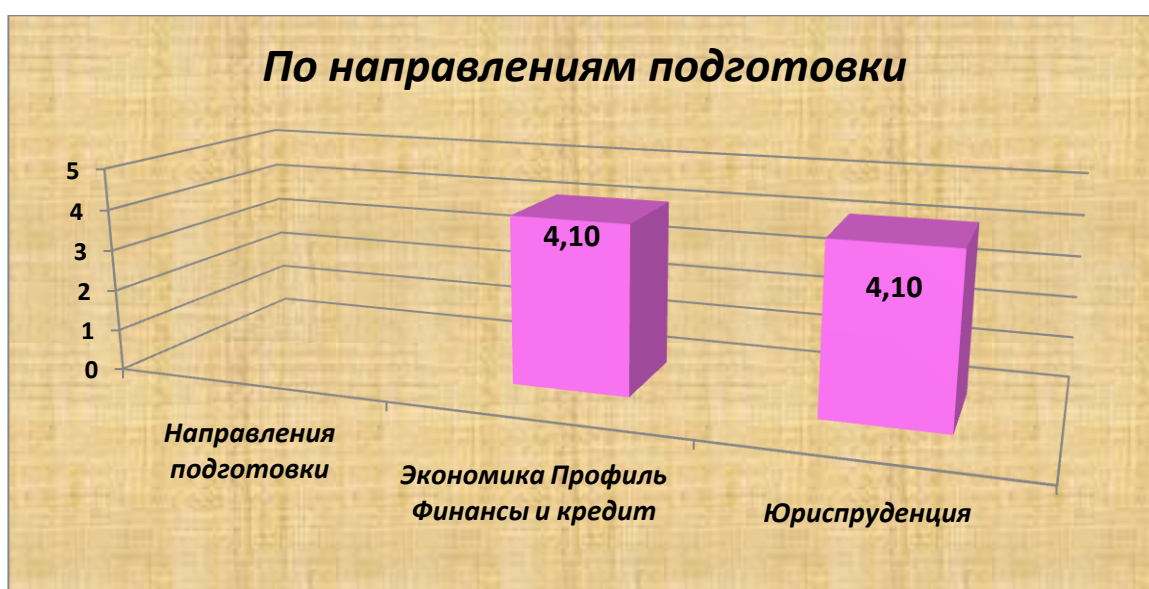 По направлениям подготовки
5
4
3
2
1
0
4,10
4,10
Направления
подготовки
Экономика Профиль
Финансы и кредит
Юриспруденция